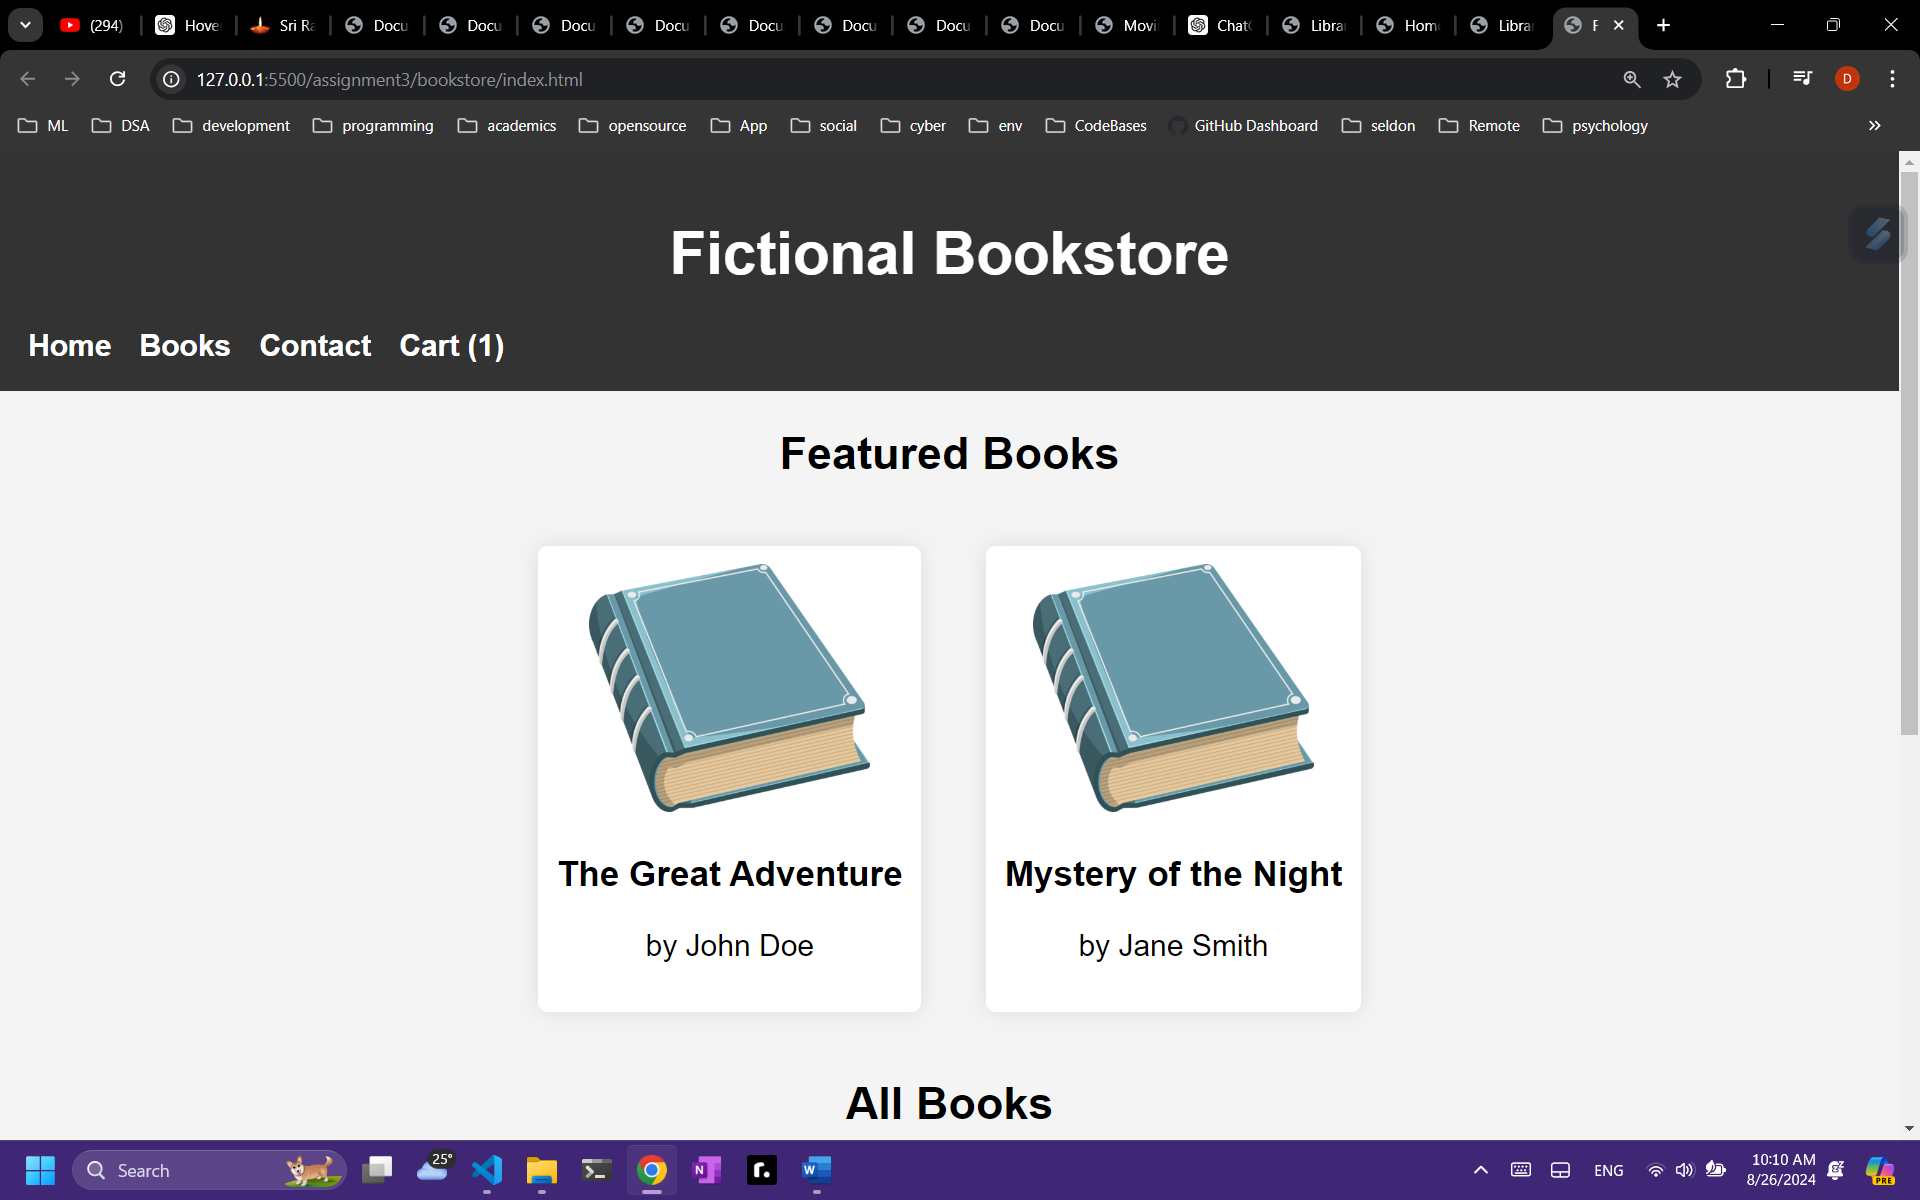 (294) Hove Sri Ra Docu Docu Docu Docu Docu Docu Docu Docu Movi Chat Libra Hom Libra F
127.0.0.1:5500/assignment3/bookstore/index.html D
ML DSA development programming academics opensource App social cyber env CodeBases GitHub Dashboard seldon Remote psychology
Fictional Bookstore
Home Books Contact Cart (1)
Featured Books
The Great Adventure
by John Doe
Mystery of the Night
by Jane Smith
All Books
Search 25° ENG 10:10 AM
8/26/2024
PRE